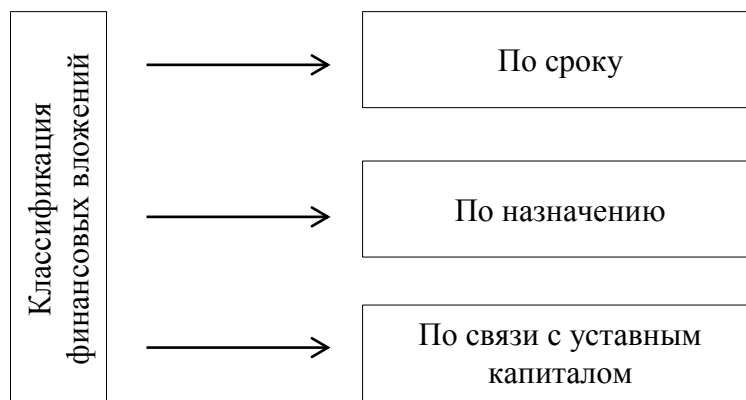 Классификация
финансовых вложений
По сроку
По назначению
По связи с уставным
капиталом